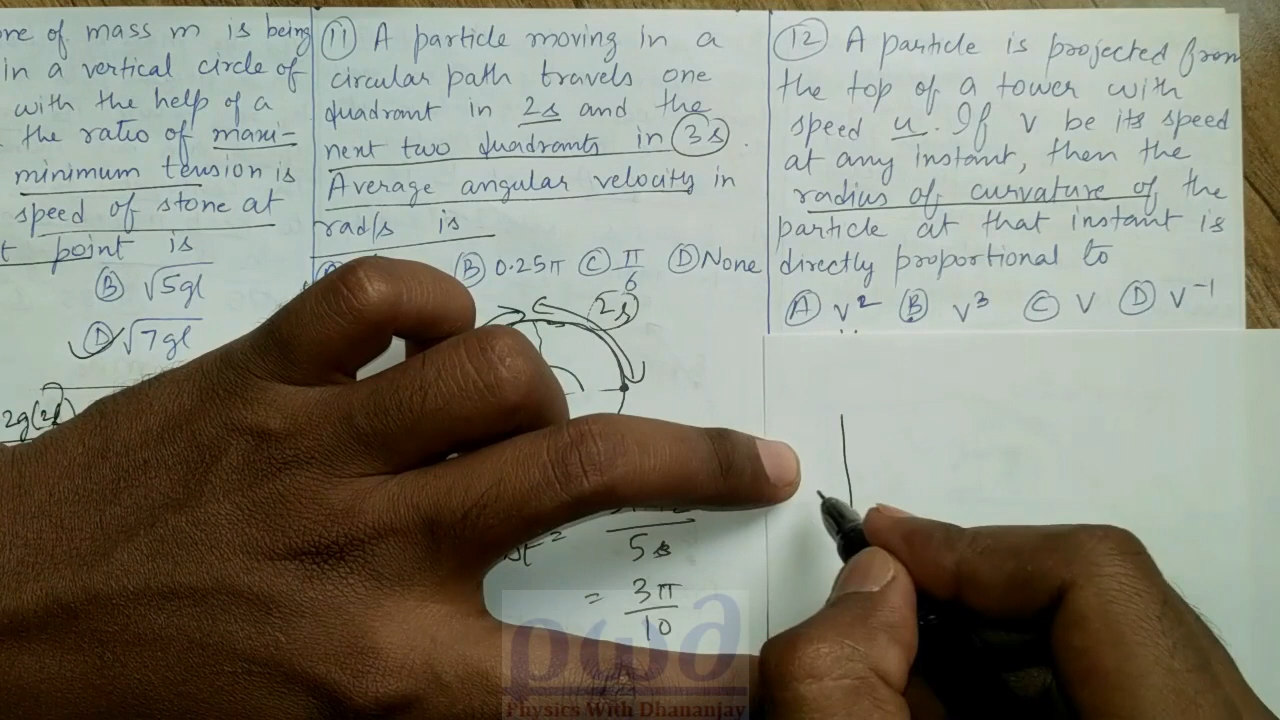 ne of mass m is being
in a vertical circle of
with the help of a
the ratio of maxi-
minimum tension is
speed of stone at
t point is
(B) √5gl
(D) √7gl
2g(2l)
(11) A particle moving in a
circular path travels one
quadrant in 2s and the
next two quadrants in (3s).
Average angular velocity in
rad/s is
(B) 0.25π (C) π/6 (D) None
2s
5s
= 3π/10
(12) A particle is projected from
the top of a tower with
speed u. If v be its speed
at any instant, then the
radius of curvature of the
particle at that instant is
directly proportional to
(A) v² (B) v³ (C) v (D) v⁻¹
pwd
Physics With Dhananjay